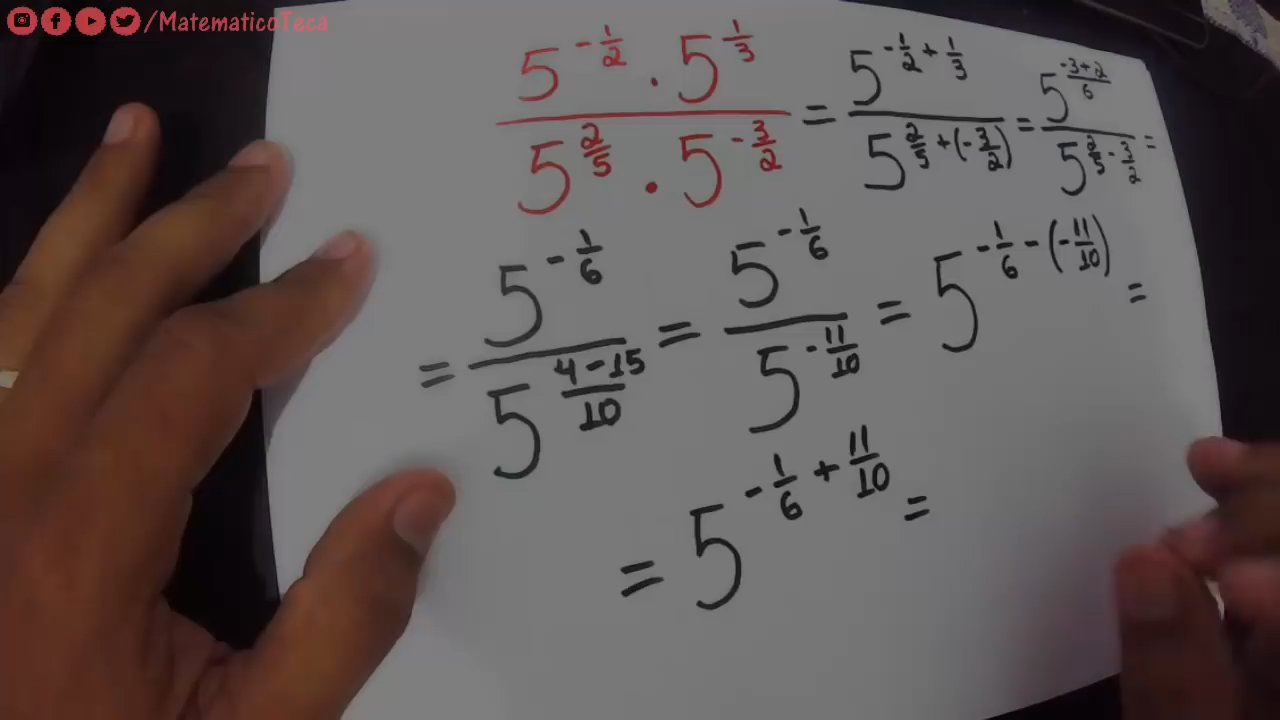 /MatematicoTeca
5^{-1/2} · 5^{1/3} / 5^{2/5} · 5^{-3/2} = 5^{-1/2 + 1/3} / 5^{2/5 + (-3/2)} = 5^{(-3+2)/6} / 5^{2/5 - 3/2} =
= 5^{-1/6} / 5^{(4-15)/10} = 5^{-1/6} / 5^{-11/10} = 5^{-1/6 - (-11/10)} =
= 5^{-1/6 + 11/10} =